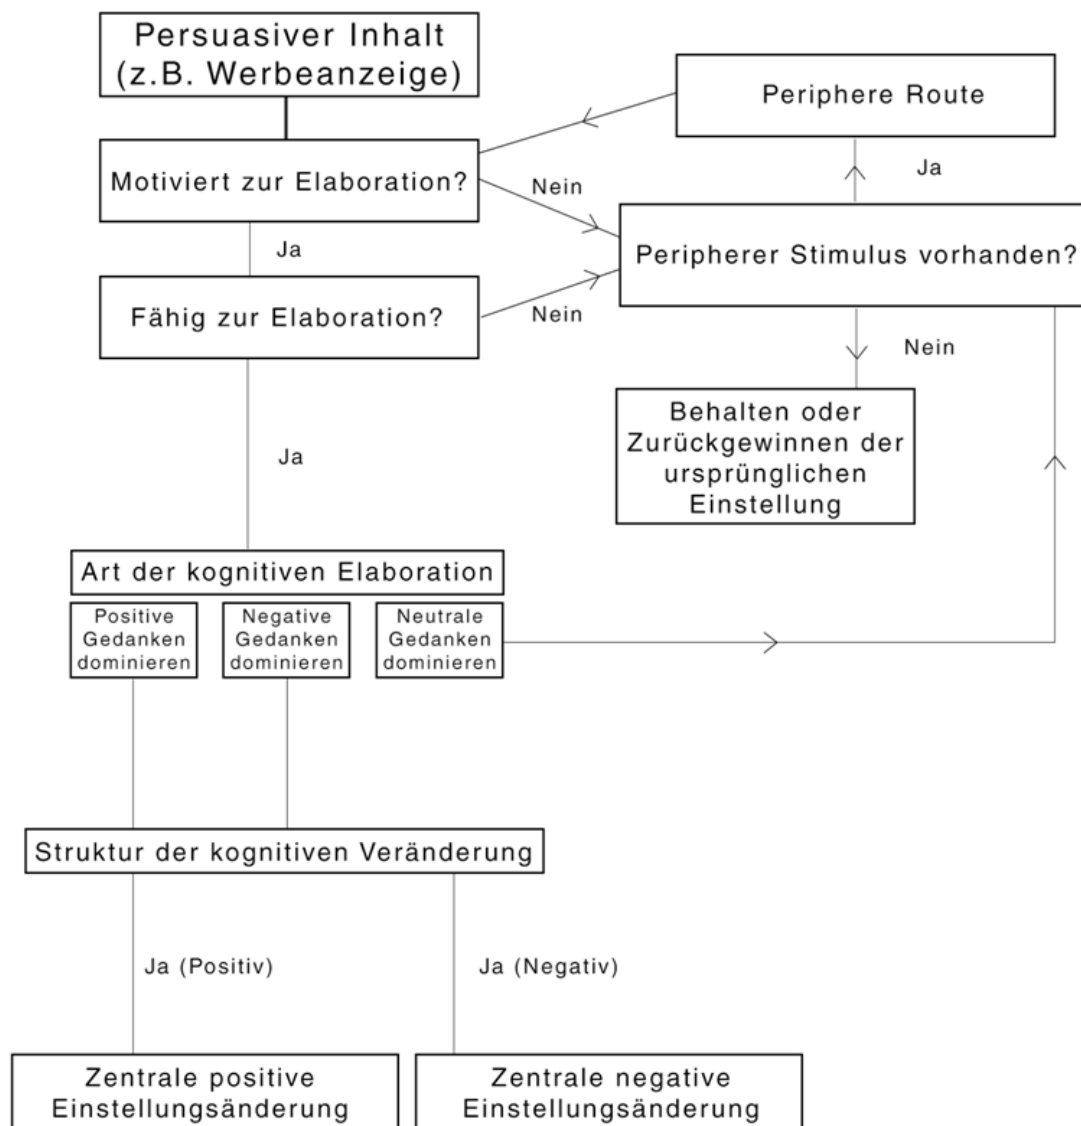 Persuasiver Inhalt
(z.B. Werbeanzeige)
Periphere Route
Motiviert zur Elaboration?
Nein
Ja
Peripherer Stimulus vorhanden?
Ja
Fähig zur Elaboration?
Nein
Nein
Behalten oder
Zurückgewinnen der
ursprünglichen
Einstellung
Ja
Art der kognitiven Elaboration
Positive
Gedanken
dominieren
Negative
Gedanken
dominieren
Neutrale
Gedanken
dominieren
Struktur der kognitiven Veränderung
Ja (Positiv)
Ja (Negativ)
Zentrale positive
Einstellungsänderung
Zentrale negative
Einstellungsänderung